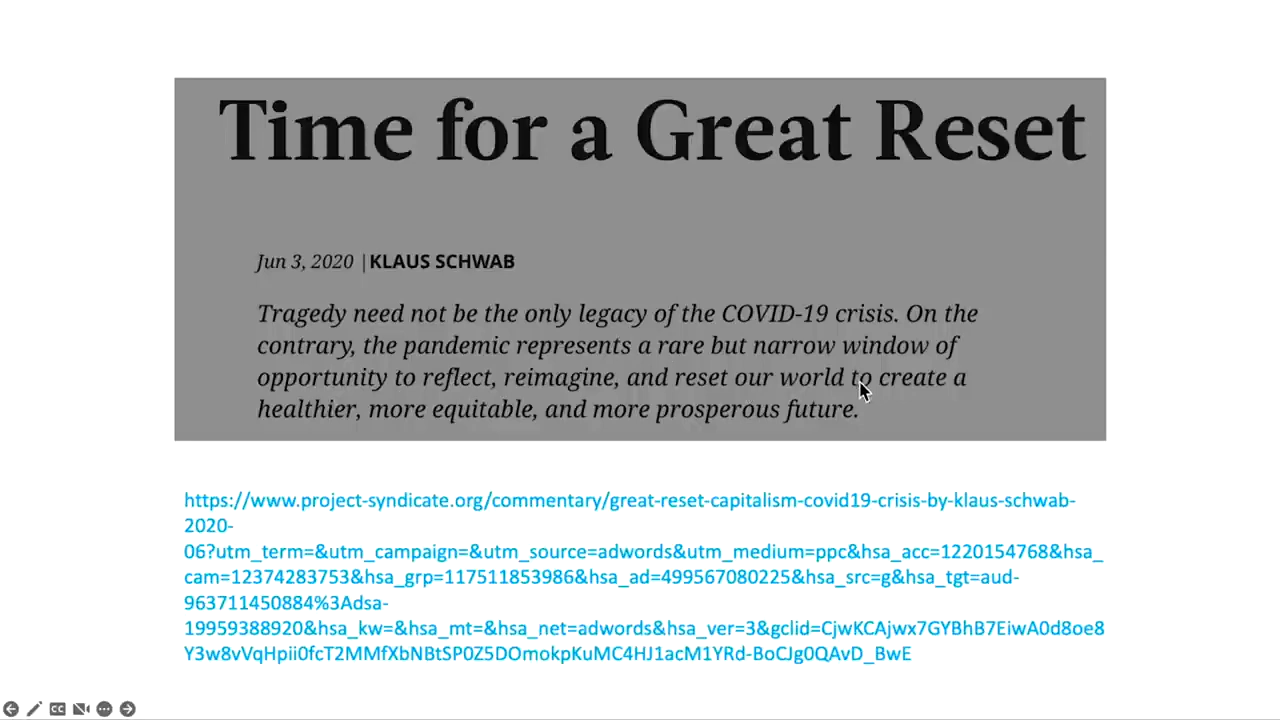 Time for a Great Reset
Jun 3, 2020 |KLAUS SCHWAB
Tragedy need not be the only legacy of the COVID-19 crisis. On the
contrary, the pandemic represents a rare but narrow window of
opportunity to reflect, reimagine, and reset our world to create a
healthier, more equitable, and more prosperous future.
https://www.project-syndicate.org/commentary/great-reset-capitalism-covid19-crisis-by-klaus-schwab-
2020-
06?utm_term=&utm_campaign=&utm_source=adwords&utm_medium=ppc&hsa_acc=1220154768&hsa_
cam=12374283753&hsa_grp=117511853986&hsa_ad=499567080225&hsa_src=g&hsa_tgt=aud-
963711450884%3Adsa-
19959388920&hsa_kw=&hsa_mt=&hsa_net=adwords&hsa_ver=3&gclid=CjwKCAjwx7GYBhB7EiwA0d8oe8
Y3w8vVqHpii0fcT2MMfXbNBtSP0Z5DOmokpKuMC4HJ1acM1YRd-BoCJg0QAvD_BwE
CC